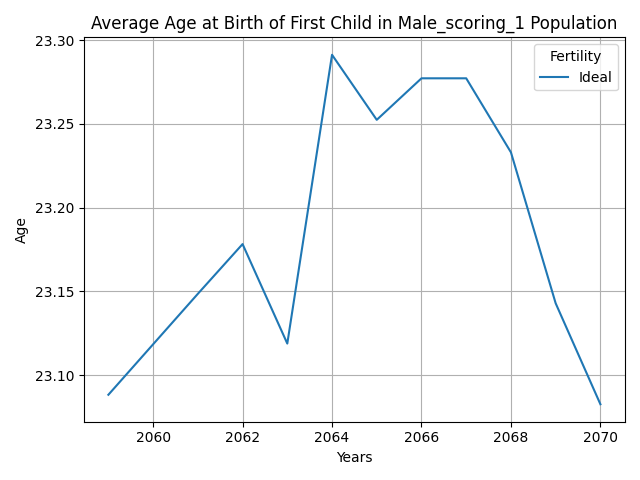 Average Age at Birth of First Child in Male_scoring_1 Population
Fertility
Ideal
Age
23.30
23.25
23.20
23.15
23.10
2060 2062 2064 2066 2068 2070
Years